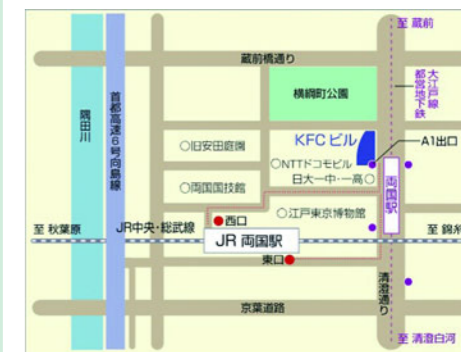 至 蔵前
蔵前橋通り
横網町公園
大江戸線
都営地下鉄
隅田川
首都高速6号向島線
KFC ビル
A1出口
○旧安田庭園
○NTTドコモビル
日大一中・一高○
○両国国技館
両国駅
○江戸東京博物館
西口
JR中央・総武線
至 秋葉原
JR 両国駅
至 錦糸
東口
清澄通り
京葉道路
至 清澄白河